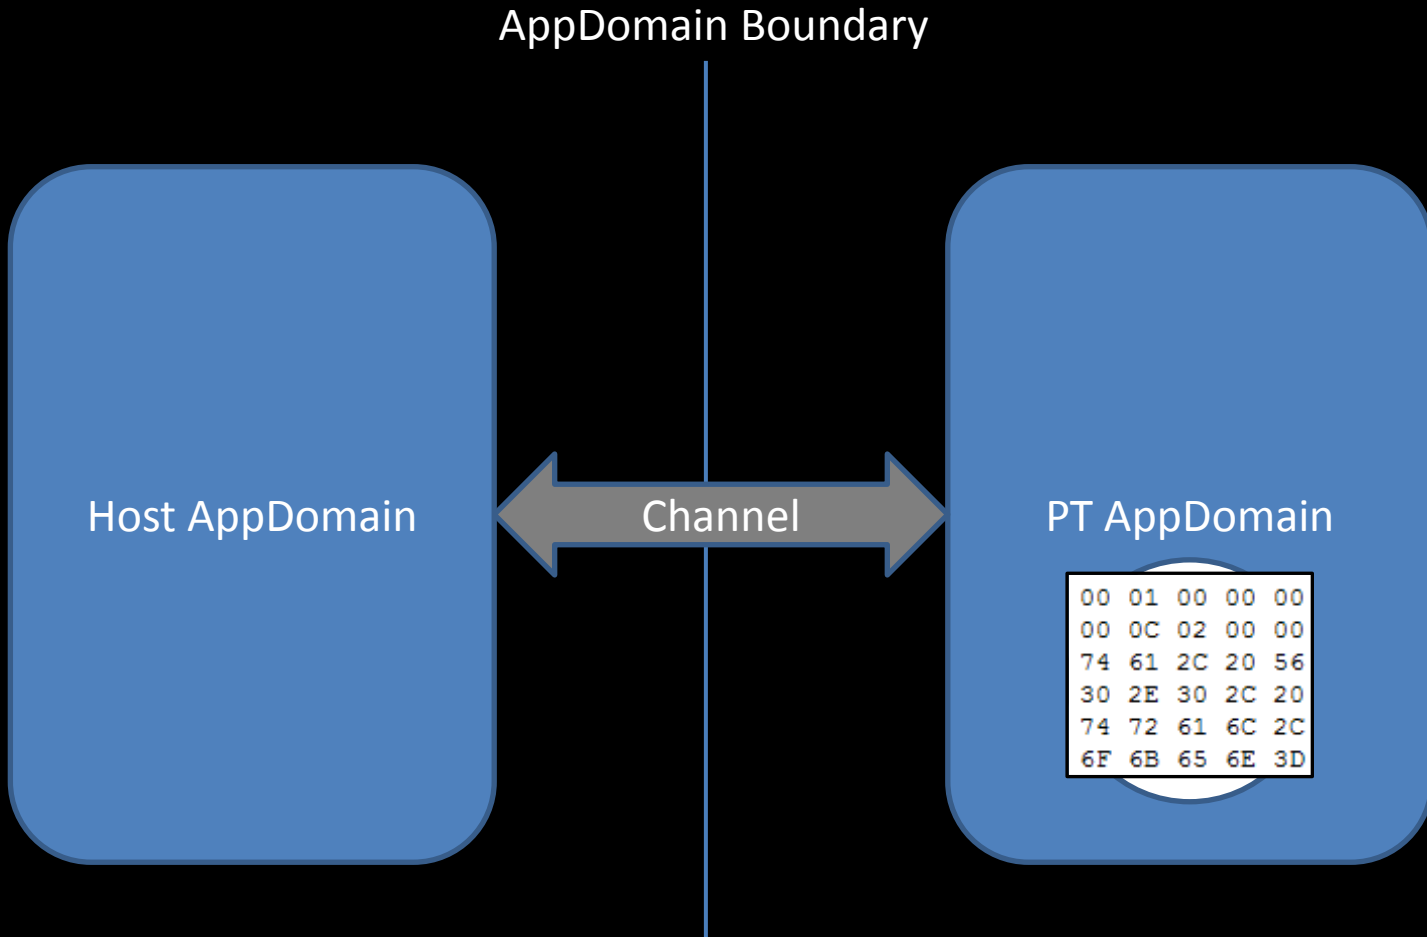 AppDomain Boundary
Host AppDomain
Channel
PT AppDomain
00 01 00 00 00
00 0C 02 00 00
74 61 2C 20 56
30 2E 30 2C 20
74 72 61 6C 2C
6F 6B 65 6E 3D